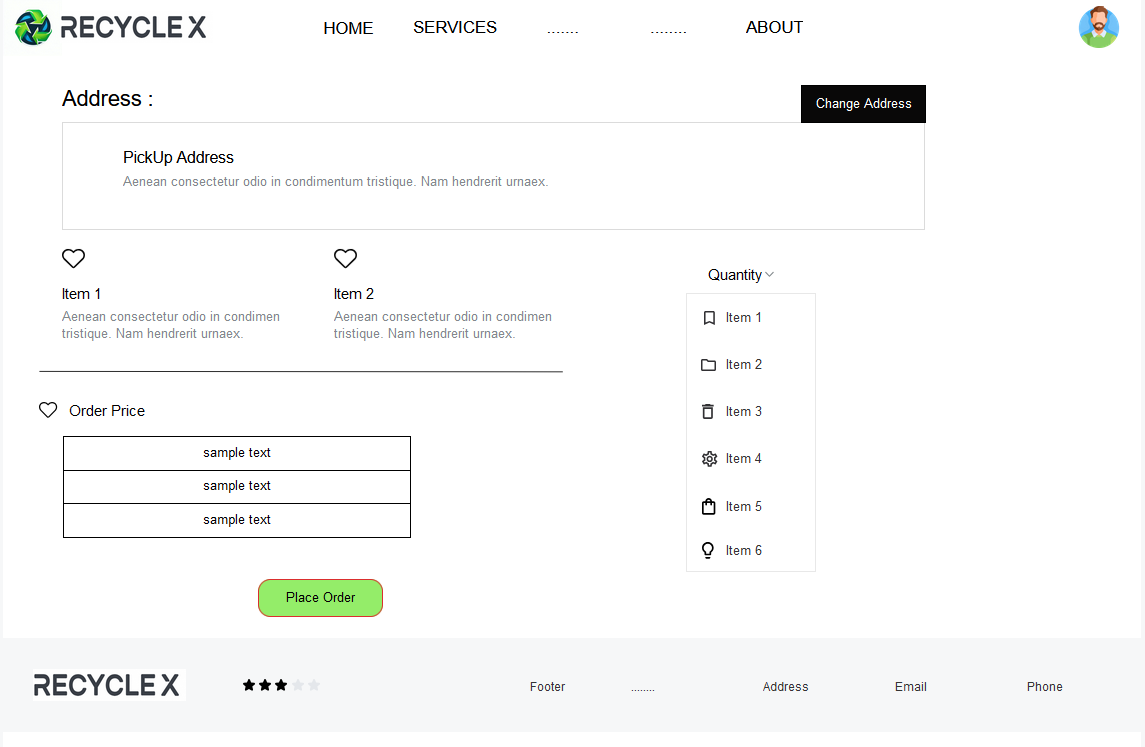 RECYCLE X
HOME
SERVICES
.......
........
ABOUT
Address :
Change Address
PickUp Address
Aenean consectetur odio in condimentum tristique. Nam hendrerit urnaex.
Item 1
Aenean consectetur odio in condimen
tristique. Nam hendrerit urnaex.
Item 2
Aenean consectetur odio in condimen
tristique. Nam hendrerit urnaex.
Quantity
Item 1
Item 2
Item 3
Item 4
Item 5
Item 6
Order Price
sample text
sample text
sample text
Place Order
RECYCLE X
Footer
........
Address
Email
Phone